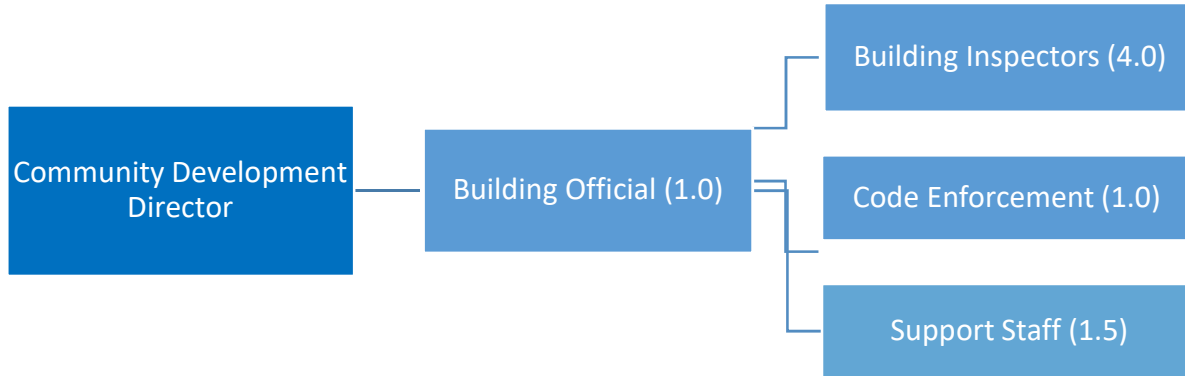 Community Development
Director
Building Official (1.0)
Building Inspectors (4.0)
Code Enforcement (1.0)
Support Staff (1.5)